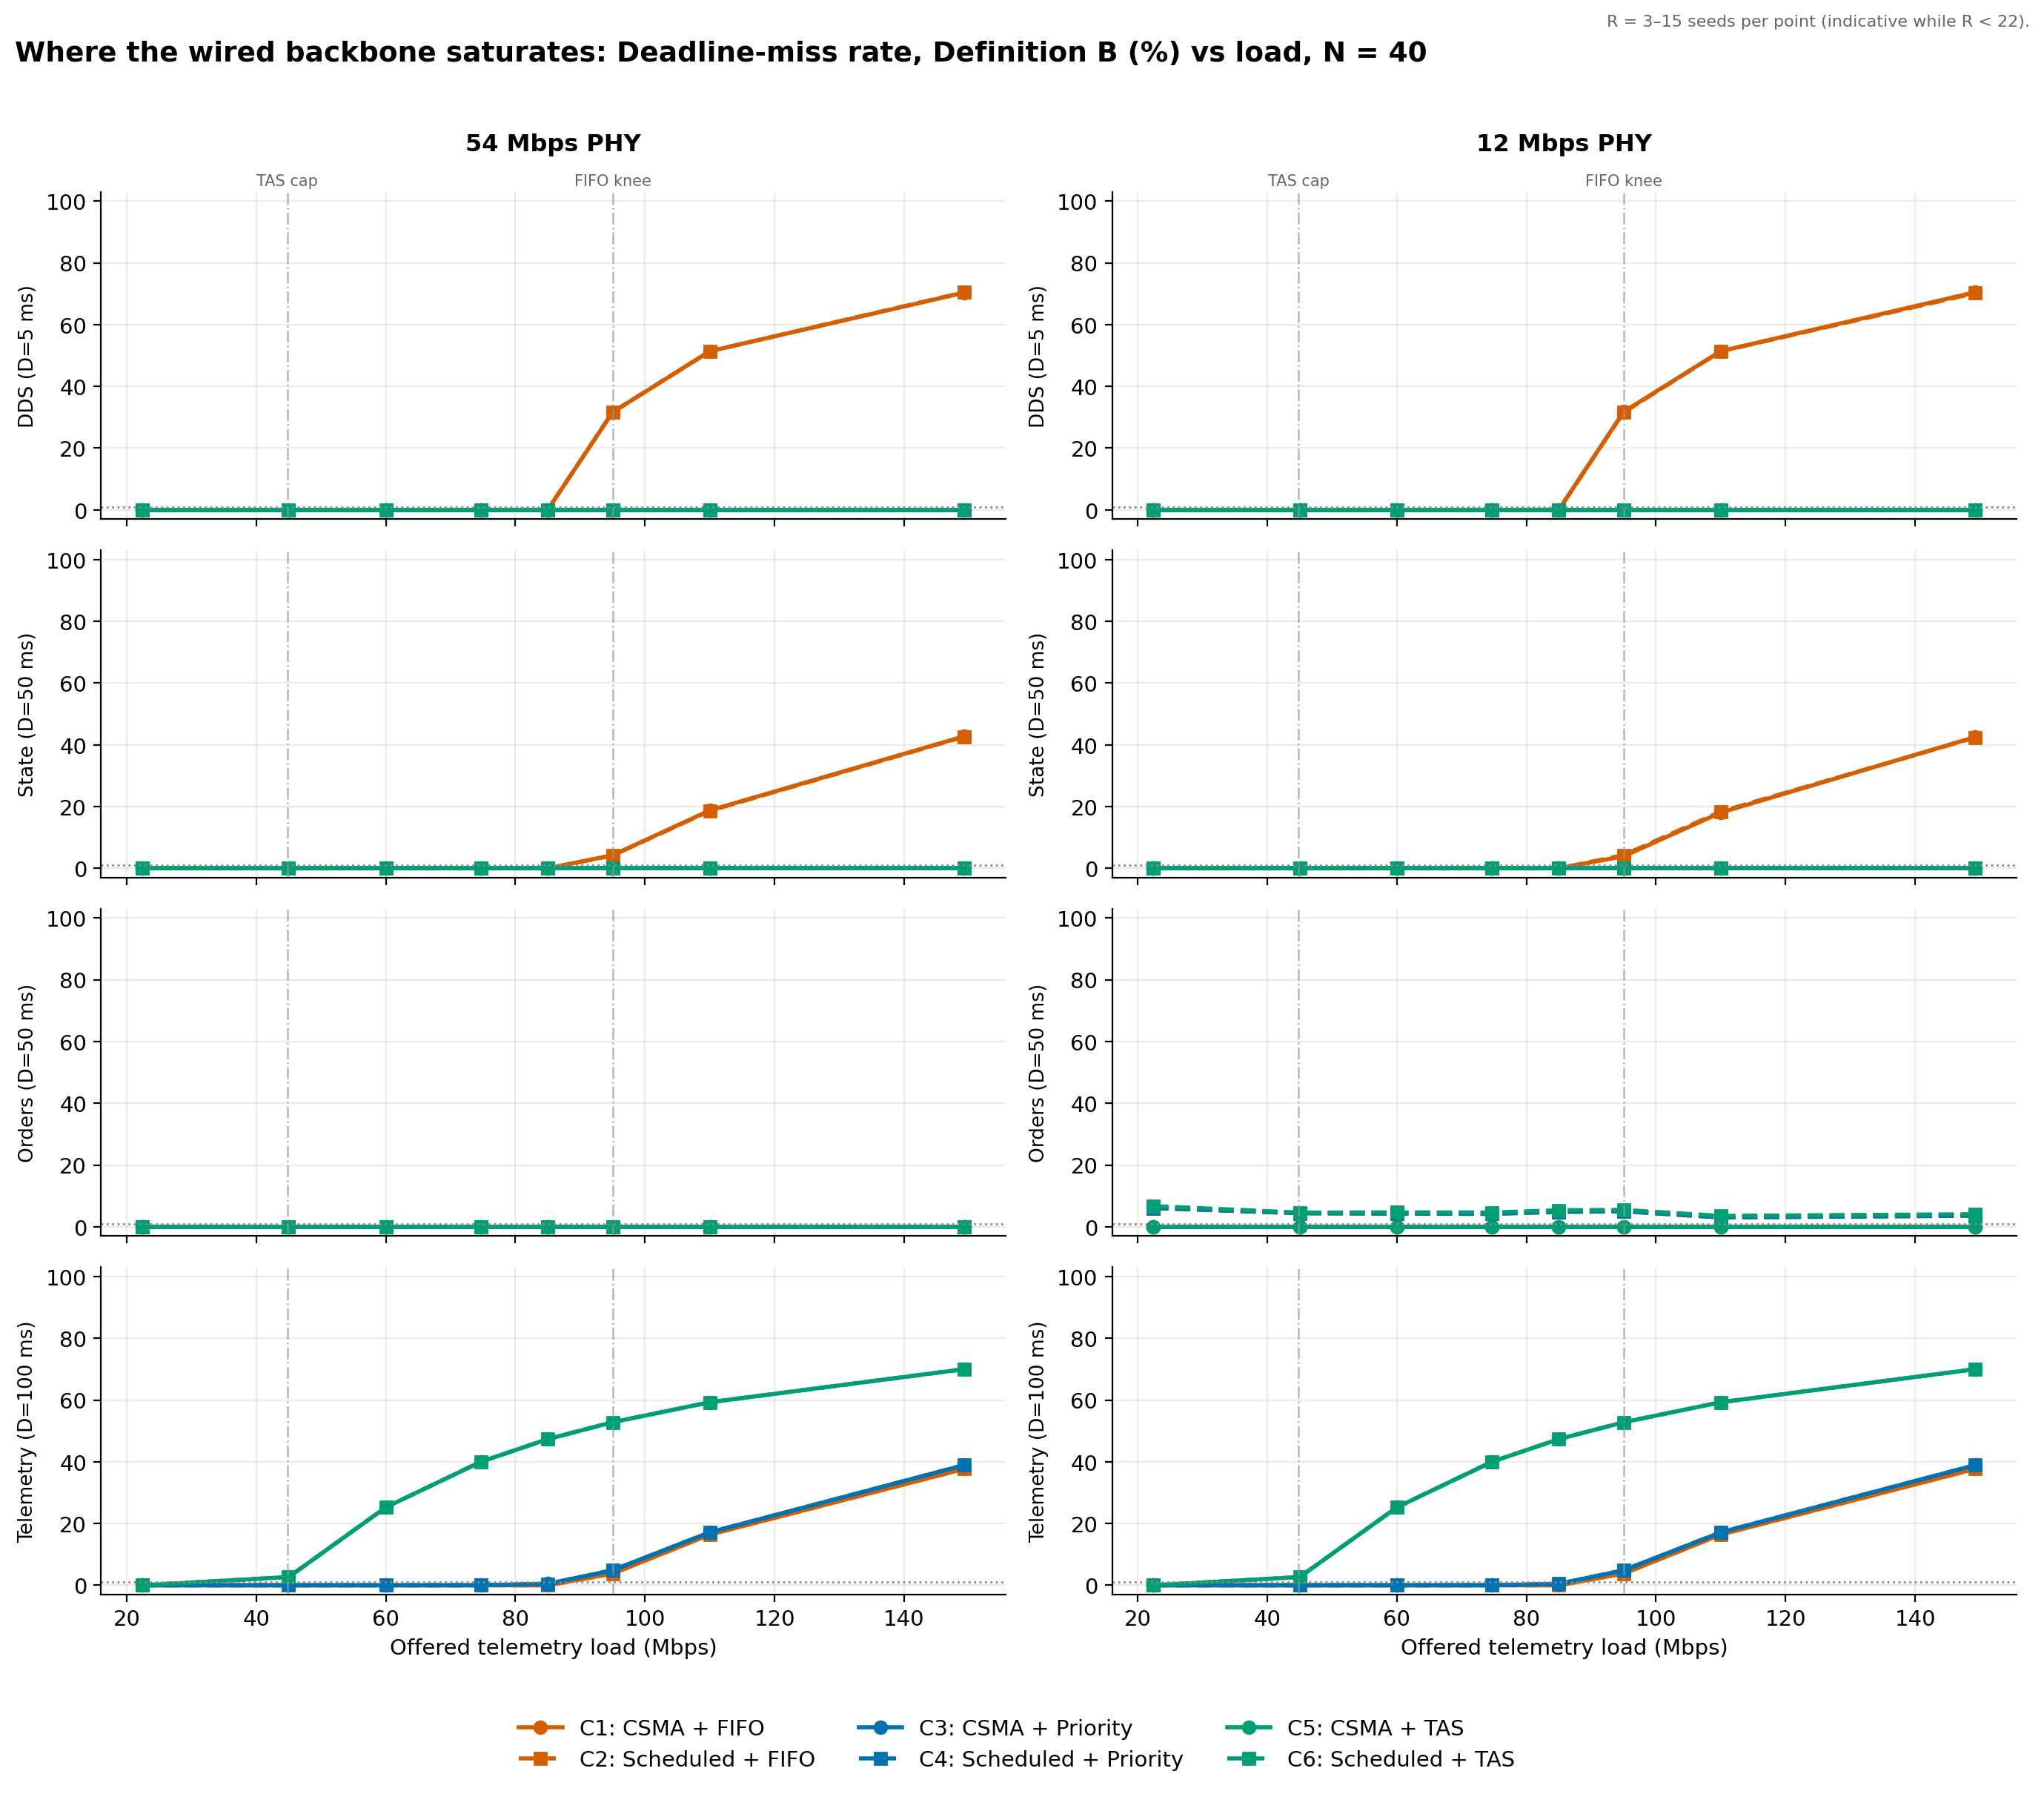 R = 3–15 seeds per point (indicative while R < 22).
Where the wired backbone saturates: Deadline-miss rate, Definition B (%) vs load, N = 40
54 Mbps PHY
12 Mbps PHY
TAS cap
FIFO knee
TAS cap
FIFO knee
DDS (D=5 ms)
100
80
60
40
20
0
DDS (D=5 ms)
100
80
60
40
20
0
State (D=50 ms)
100
80
60
40
20
0
State (D=50 ms)
100
80
60
40
20
0
Orders (D=50 ms)
100
80
60
40
20
0
Orders (D=50 ms)
100
80
60
40
20
0
Telemetry (D=100 ms)
100
80
60
40
20
0
20 40 60 80 100 120 140
Offered telemetry load (Mbps)
Telemetry (D=100 ms)
100
80
60
40
20
0
20 40 60 80 100 120 140
Offered telemetry load (Mbps)
C1: CSMA + FIFO
C2: Scheduled + FIFO
C3: CSMA + Priority
C4: Scheduled + Priority
C5: CSMA + TAS
C6: Scheduled + TAS